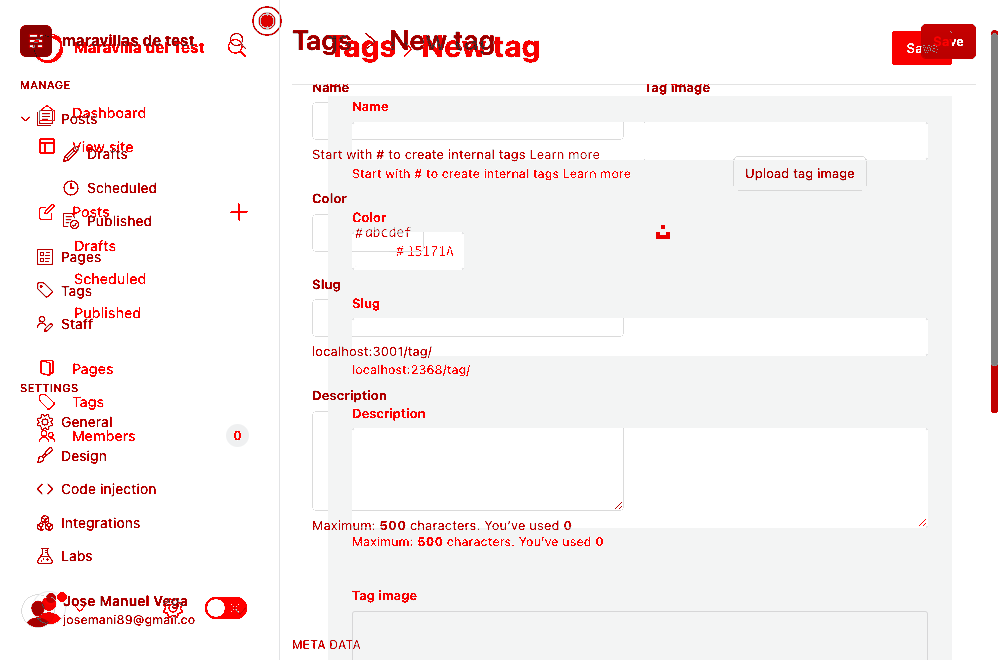 maravillas de test
Maravilla del Test
Tags > New tag
Tags > New tag
Save
Save
MANAGE
Dashboard
Posts
View site
Drafts
Scheduled
Posts
Published
Drafts
Pages
Scheduled
Tags
Published
Staff
Pages
SETTINGS
Tags
General
Members
0
Design
Code injection
Integrations
Labs
Jose Manuel Vega
josemani89@gmail.co
Name
Name
Start with # to create internal tags Learn more
Start with # to create internal tags Learn more
Color
Color
#abcdef
#15171A
Slug
Slug
localhost:3001/tag/
localhost:2368/tag/
Description
Description
Maximum: 500 characters. You've used 0
Maximum: 500 characters. You've used 0
Tag image
Upload tag image
Tag image
META DATA